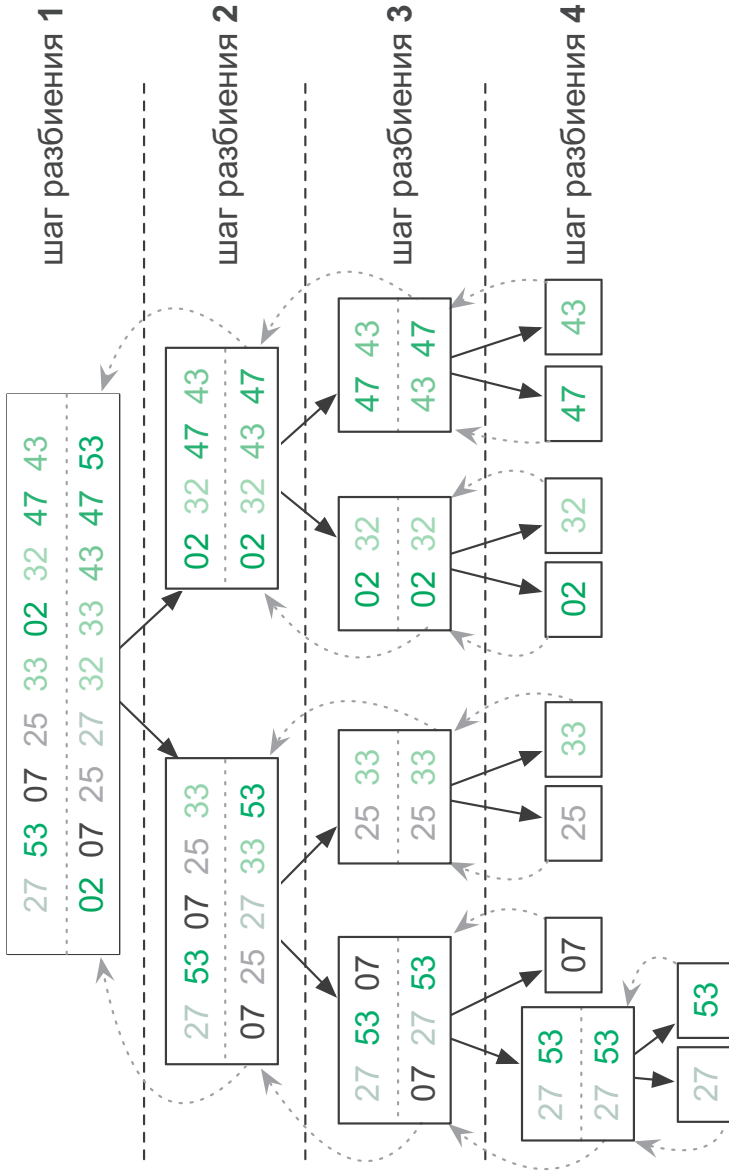 27 53 07 25 33 02 32 47 43
02 07 25 27 32 33 43 47 53
шаг разбиения 1
27 53 07 25 33
07 25 27 33 53
02 32 47 43
02 32 43 47
шаг разбиения 2
27 53 07
07 27 53
25 33
25 33
02 32
02 32
47 43
43 47
шаг разбиения 3
27 53
27 53
07
25
33
02
32
47
43
шаг разбиения 4
27
53